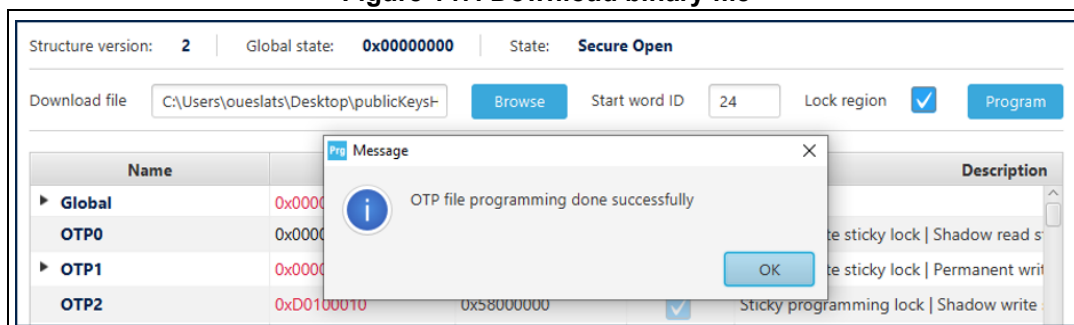 Structure version: 2 Global state: 0x00000000 State: Secure Open
Download file C:\Users\oueslats\Desktop\publicKeysH Browse Start word ID 24 Lock region Program
Prg Message
Name Description
OTP file programming done successfully
Global 0x0000
OTP0 0x0000 te sticky lock | Shadow read s
OTP1 0x0000 te sticky lock | Permanent writ
OK
OTP2 0xD0100010 0x58000000 Sticky programming lock | Shadow write